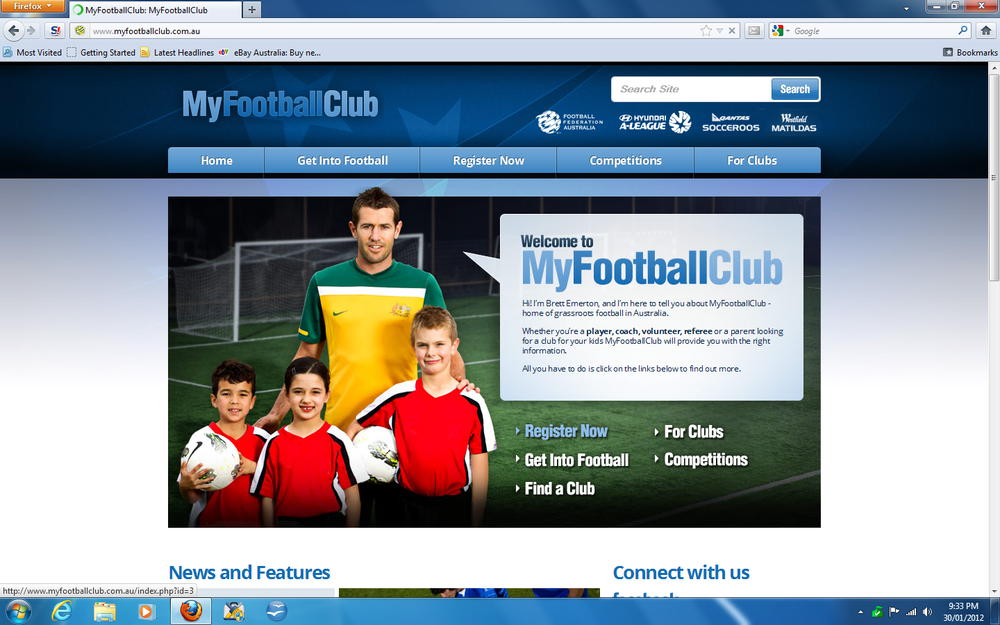 Firefox
MyFootballClub: MyFootballClub
www.myfootballclub.com.au
Google
Most Visited
Getting Started
Latest Headlines
eBay Australia: Buy ne...
Bookmarks
MyFootballClub
Search Site
Search
FOOTBALL
FEDERATION
AUSTRALIA
HYUNDAI
A-LEAGUE
QANTAS
SOCCEROOS
Westfield
MATILDAS
Home
Get Into Football
Register Now
Competitions
For Clubs
Welcome to
MyFootballClub
Hi! I'm Brett Emerton, and I'm here to tell you about MyFootballClub -
home of grassroots football in Australia.
Whether you're a player, coach, volunteer, referee or a parent looking
for a club for your kids MyFootballClub will provide you with the right
information.
All you have to do is click on the links below to find out more.
Register Now
For Clubs
Get Into Football
Competitions
Find a Club
News and Features
Connect with us
facebook
http://www.myfootballclub.com.au/index.php?id=3
9:33 PM
30/01/2012